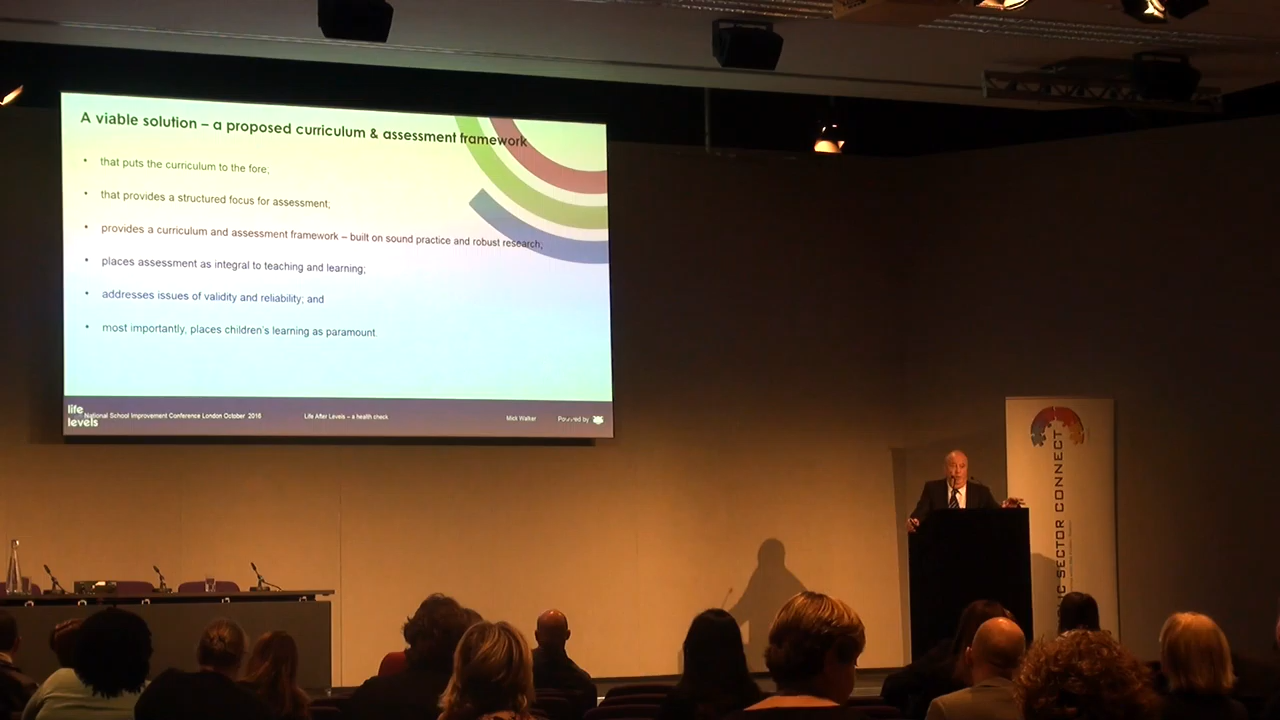 A viable solution – a proposed curriculum & assessment framework
• that puts the curriculum to the fore;
• that provides a structured focus for assessment;
• provides a curriculum and assessment framework – built on sound practice and robust research;
• places assessment as integral to teaching and learning;
• addresses issues of validity and reliability; and
• most importantly, places children's learning as paramount.
life
levels
National School Improvement Conference London October 2016
Life After Levels – a health check
Mick Walker
Powered by
IC SECTOR CONNECT